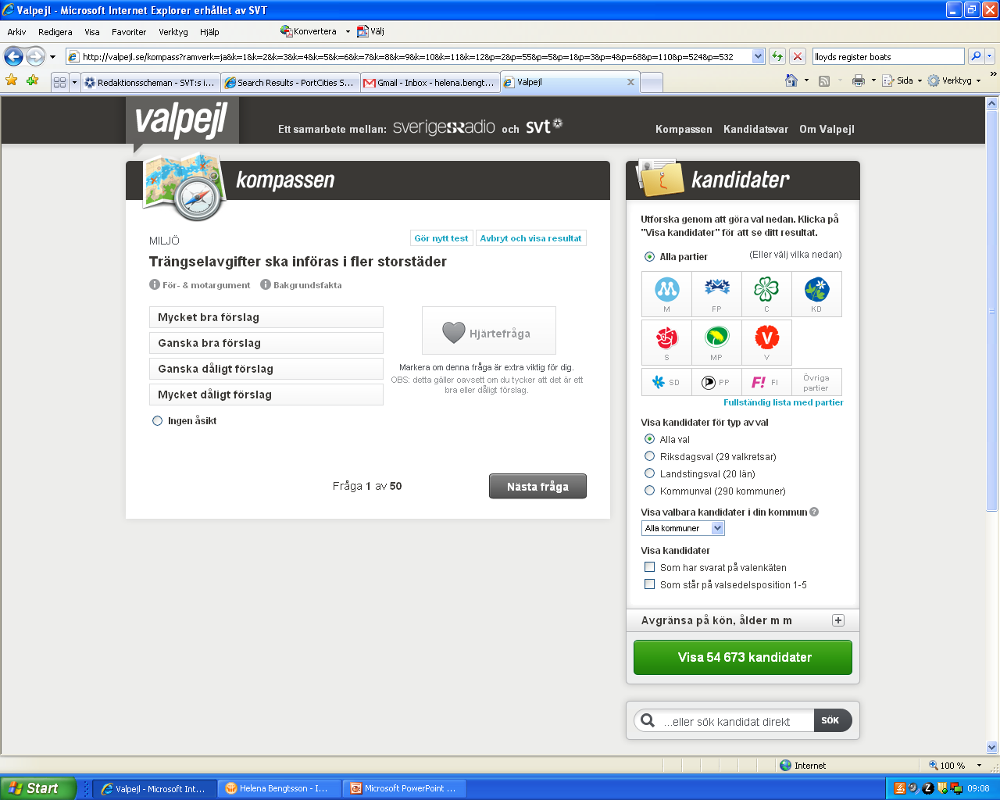 Valpejl - Microsoft Internet Explorer erhållet av SVT
Arkiv Redigera Visa Favoriter Verktyg Hjälp Konvertera Välj
http://valpejl.se/kompass?ramverk=ja&k=1&k=2&k=3&k=4&k=5&k=6&k=7&k=8&k=9&k=10&k=11&k=12&p=2&p=55&p=5&p=1&p=3&p=4&p=68&p=110&p=524&p=532 lloyds register boats
Redaktionsscheman - SVT:s i... Search Results - PortCities S... Gmail - Inbox - helena.bengt... Valpejl Sida Verktyg
valpejl Ett samarbete mellan: sverigesradio och svt Kompassen Kandidatsvar Om Valpejl
kompassen
MILJÖ Gör nytt test Avbryt och visa resultat
Trängselavgifter ska införas i fler storstäder
För- & motargument Bakgrundsfakta
Mycket bra förslag
Ganska bra förslag
Ganska dåligt förslag
Mycket dåligt förslag
Ingen åsikt
Hjärtefråga
Markera om denna fråga är extra viktig för dig.
OBS: detta gäller oavsett om du tycker att det är ett
bra eller dåligt förslag.
Fråga 1 av 50 Nästa fråga
kandidater
Utforska genom att göra val nedan. Klicka på
"Visa kandidater" för att se ditt resultat.
Alla partier (Eller välj vilka nedan)
M FP C KD
S MP V
SD PP F! FI Övriga
partier
Fullständig lista med partier
Visa kandidater för typ av val
Alla val
Riksdagsval (29 valkretsar)
Landstingsval (20 län)
Kommunval (290 kommuner)
Visa valbara kandidater i din kommun ?
Alla kommuner
Visa kandidater
Som har svarat på valenkäten
Som står på valsedelsposition 1-5
Avgränsa på kön, ålder m m
Visa 54 673 kandidater
...eller sök kandidat direkt SÖK
Internet 100 %
Start Valpejl - Microsoft Int... Helena Bengtsson - I... Microsoft PowerPoint ... 09:08